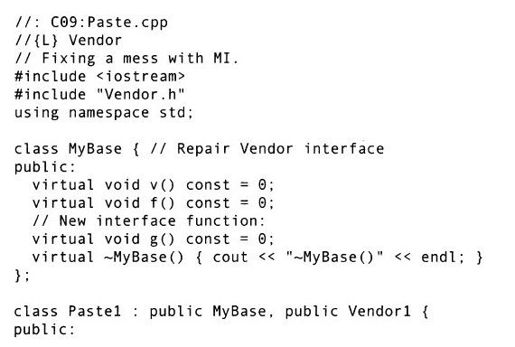 //: C09:Paste.cpp
//{L} Vendor
// Fixing a mess with MI.
#include <iostream>
#include "Vendor.h"
using namespace std;

class MyBase { // Repair Vendor interface
public:
  virtual void v() const = 0;
  virtual void f() const = 0;
  // New interface function:
  virtual void g() const = 0;
  virtual ~MyBase() { cout << "~MyBase()" << endl; }
};

class Paste1 : public MyBase, public Vendor1 {
public: